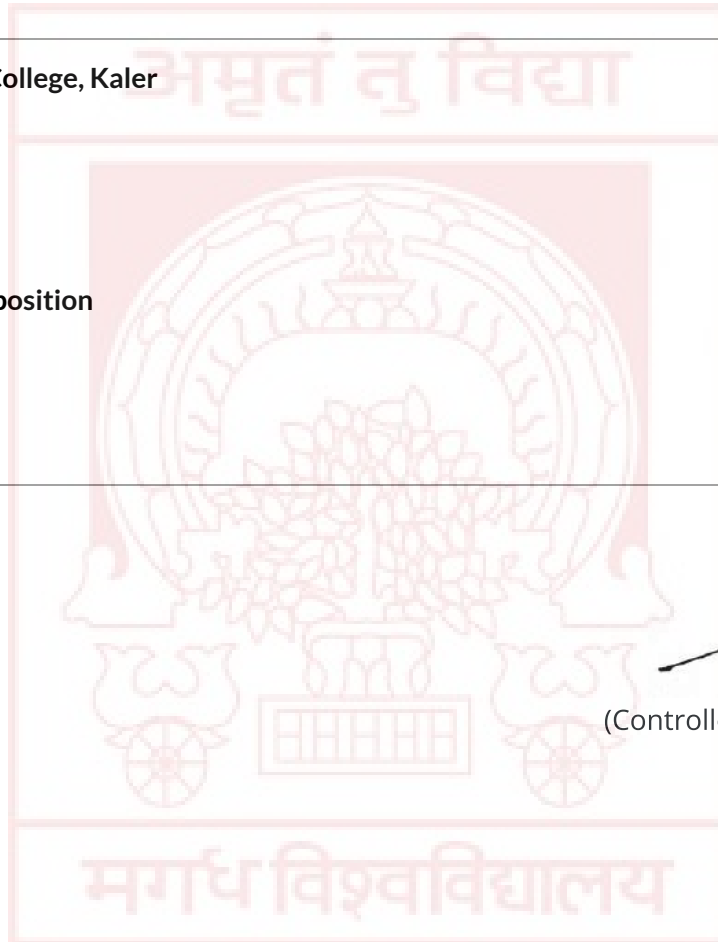 अमृतं तु विद्या
College, Kaler
position
(Controll
मगध विश्वविद्यालय